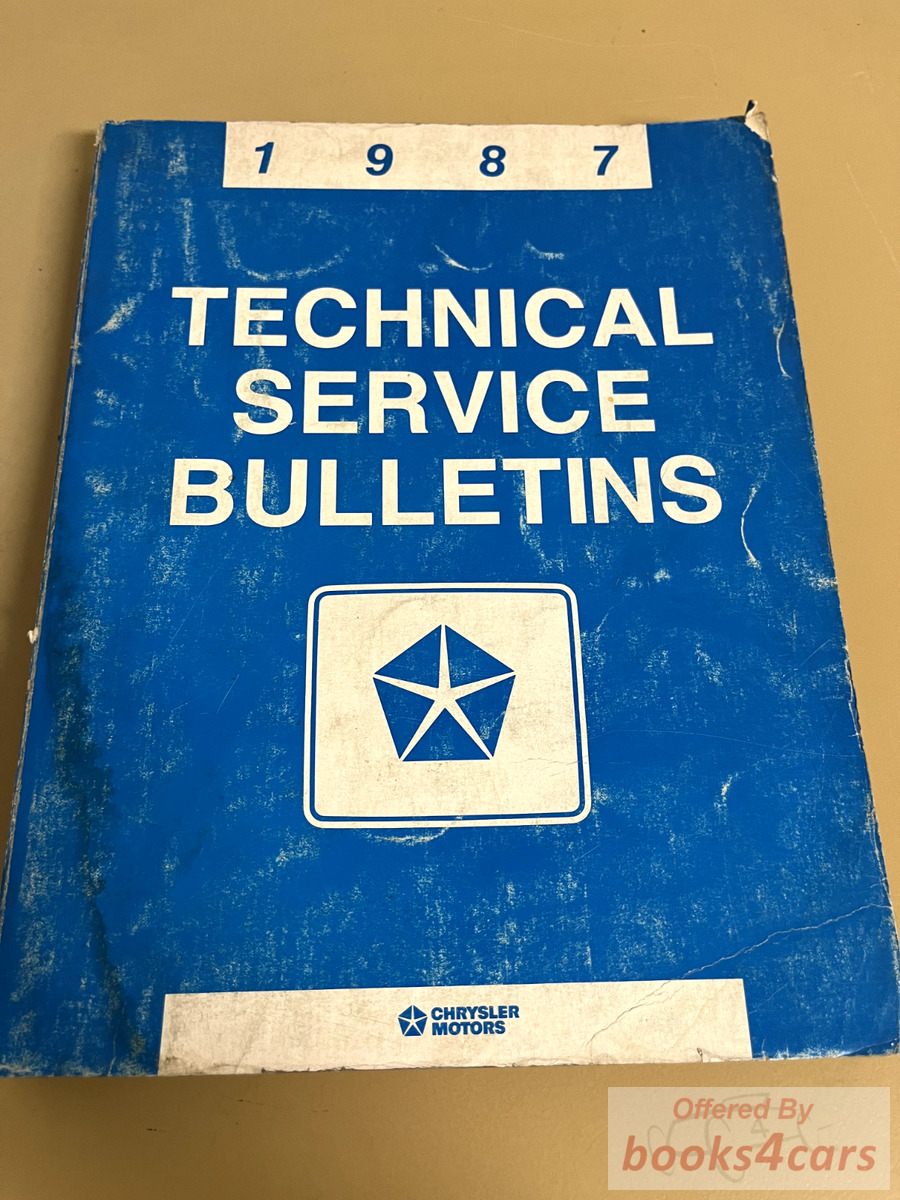 1 9 8 7
TECHNICAL
SERVICE
BULLETINS
CHRYSLER
MOTORS
Offered By
books4cars